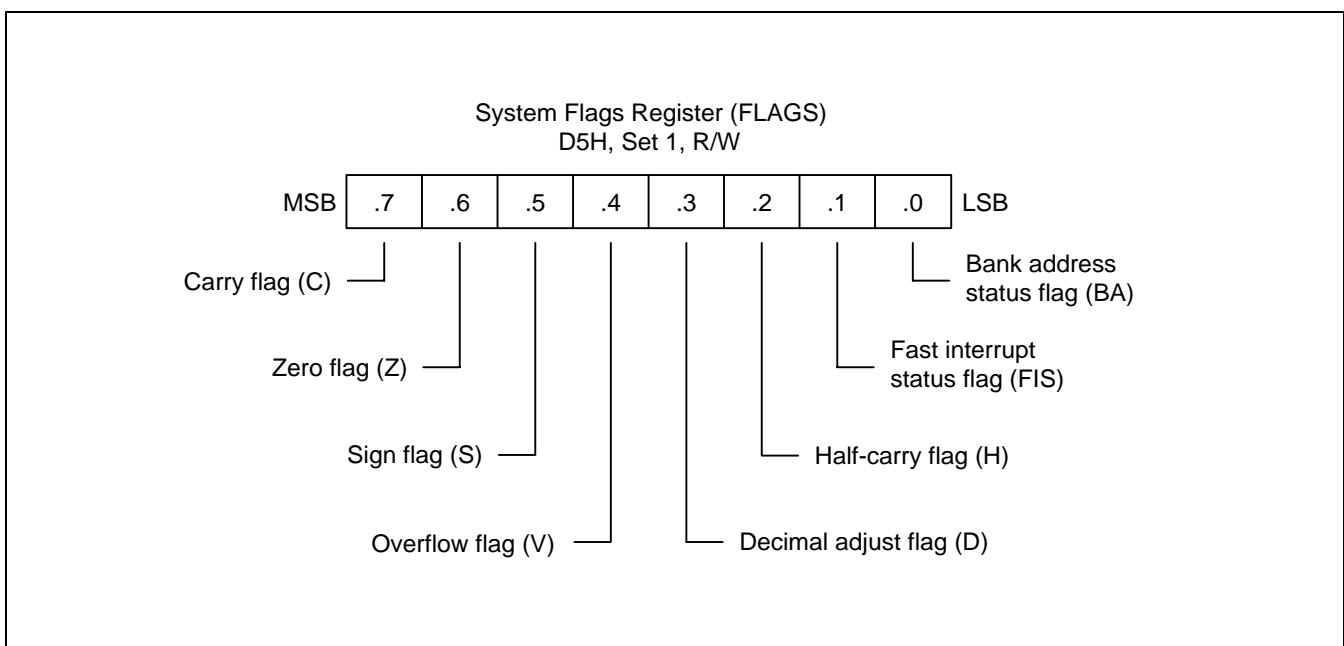 System Flags Register (FLAGS)
D5H, Set 1, R/W
MSB .7 .6 .5 .4 .3 .2 .1 .0 LSB
Carry flag (C)
Bank address
status flag (BA)
Zero flag (Z)
Fast interrupt
status flag (FIS)
Sign flag (S)
Half-carry flag (H)
Overflow flag (V)
Decimal adjust flag (D)